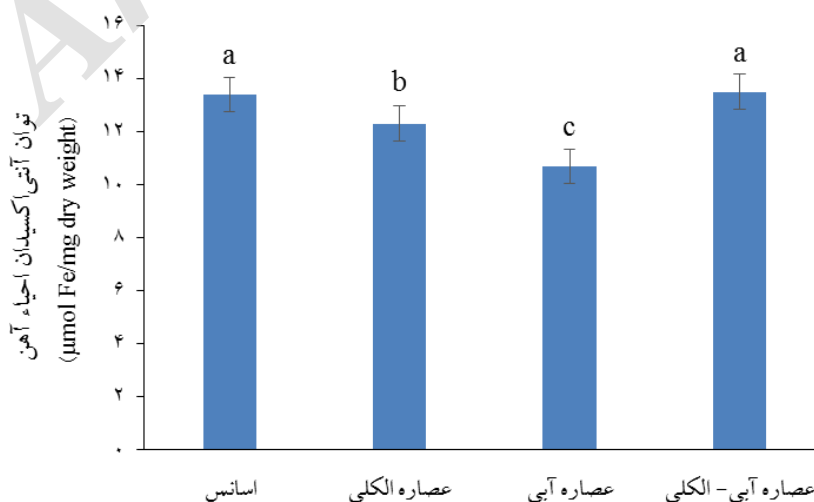 ۱۶
۱۴
۱۲
۱۰
۸
۶
۴
۲
۰
توان آنتی‌اکسیدان احیاء آهن
(µmol Fe/mg dry weight)
a
b
c
a
اسانس
عصاره الکلی
عصاره آبی
عصاره آبی - الکلی